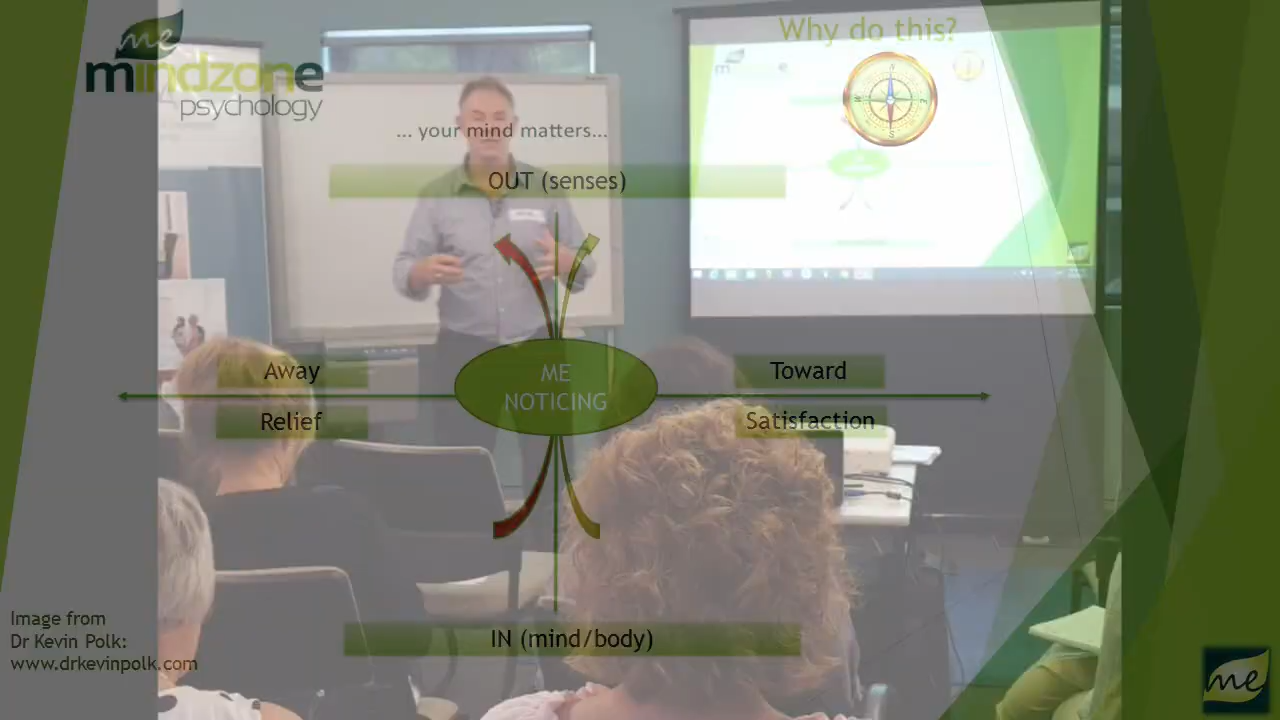 me
mindzone
psychology
Why do this?
... your mind matters...
OUT (senses)
Away
Toward
ME
NOTICING
Relief
Satisfaction
IN (mind/body)
Image from
Dr Kevin Polk:
www.drkevinpolk.com
me